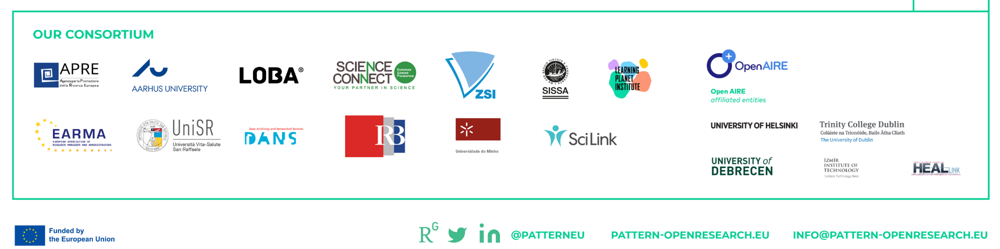 OUR CONSORTIUM
APRE
Agenzia per la Promozione
della Ricerca Europea
AARHUS UNIVERSITY
LOBA®
SCIENCE
CONNECT
EUROPEAN
SCIENCE
FOUNDATION
YOUR PARTNER IN SCIENCE
ZSI
SISSA
LEARNING
PLANET
INSTITUTE
OpenAIRE
Open AIRE
affiliated entities
EARMA
EUROPEAN ASSOCIATION OF
RESEARCH MANAGERS AND ADMINISTRATORS
UniSR
Università Vita-Salute
San Raffaele
Data Archiving and Networked Services
DANS
IRB
Universidade do Minho
SciLink
UNIVERSITY OF HELSINKI
Trinity College Dublin
Coláiste na Tríonóide, Baile Átha Cliath
The University of Dublin
UNIVERSITY of
DEBRECEN
İZMİR
INSTITUTE OF
TECHNOLOGY
Turkey's Technology Base
HEAL LINK
Funded by
the European Union
RG
in
@PATTERNEU
PATTERN-OPENRESEARCH.EU
INFO@PATTERN-OPENRESEARCH.EU